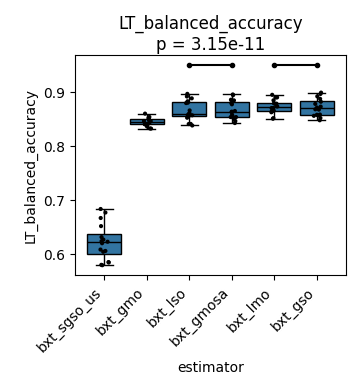 LT_balanced_accuracy
p = 3.15e-11
LT_balanced_accuracy
0.9
0.8
0.7
0.6
bxt_sgso_us
bxt_gmo
bxt_lso
bxt_gmosa
bxt_lmo
bxt_gso
estimator